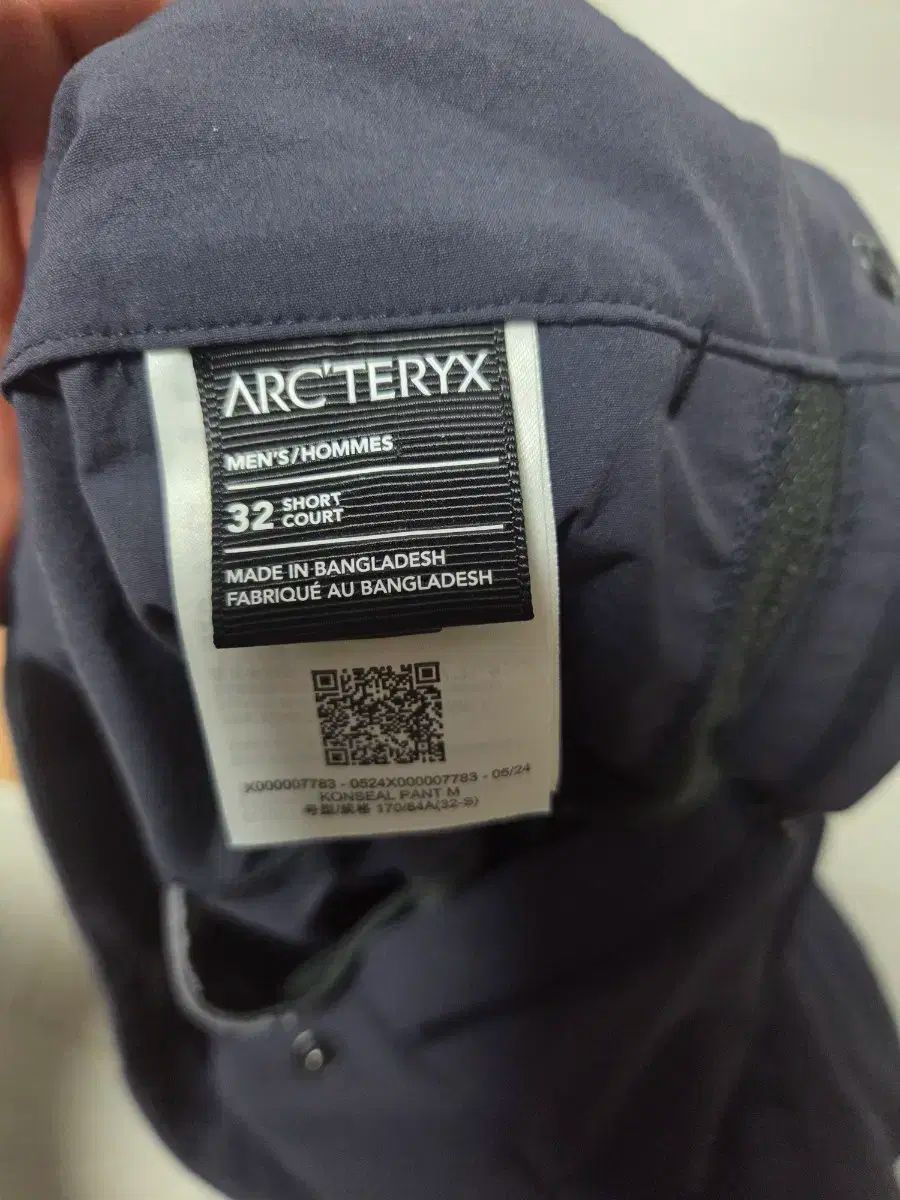 ARC'TERYX
MEN'S/HOMMES
32 SHORT
COURT
MADE IN BANGLADESH
FABRIQUÉ AU BANGLADESH
X000007783 - 0524X000007783 - 05/24
KONSEAL PANT M
号型/规格 170/84A(32-S)